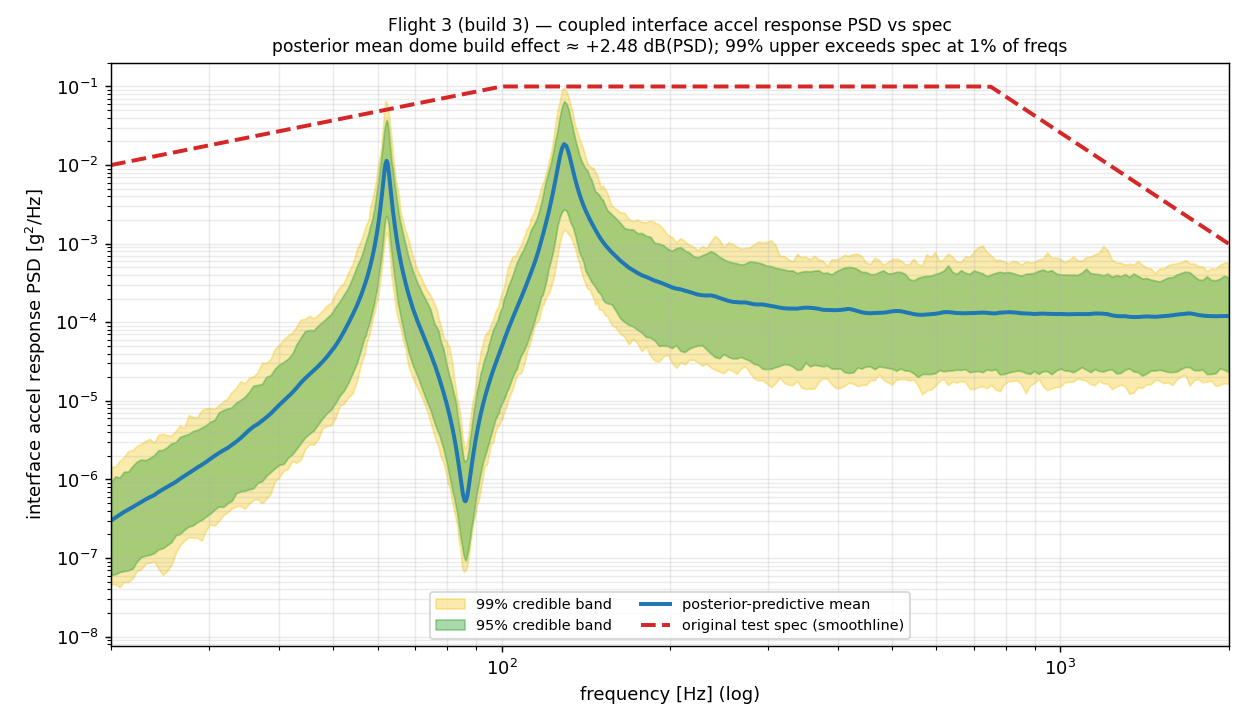 Flight 3 (build 3) — coupled interface accel response PSD vs spec
posterior mean dome build effect ≈ +2.48 dB(PSD); 99% upper exceeds spec at 1% of freqs
interface accel response PSD [g²/Hz]
10⁻¹
10⁻²
10⁻³
10⁻⁴
10⁻⁵
10⁻⁶
10⁻⁷
10⁻⁸
99% credible band
95% credible band
posterior-predictive mean
original test spec (smoothline)
10²
10³
frequency [Hz] (log)